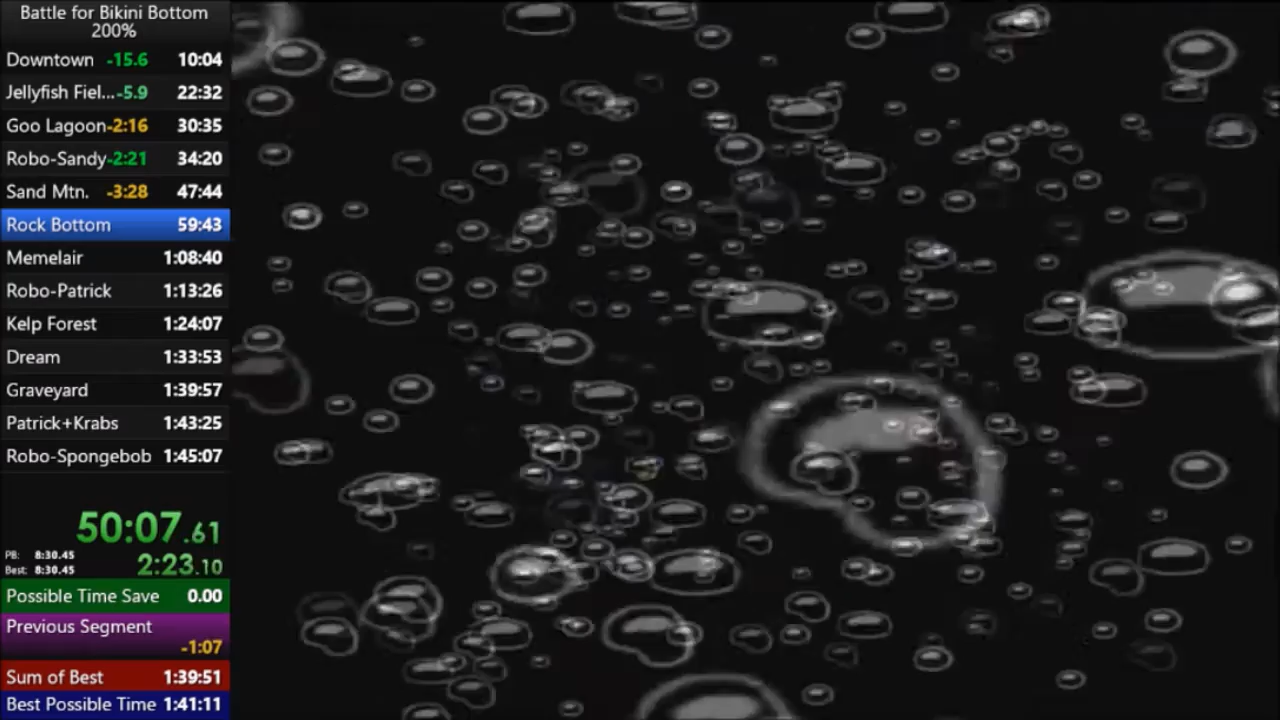 Battle for Bikini Bottom
200%
Downtown -15.6 10:04
Jellyfish Fiel...-5.9 22:32
Goo Lagoon-2:16 30:35
Robo-Sandy-2:21 34:20
Sand Mtn. -3:28 47:44
Rock Bottom 59:43
Memelair 1:08:40
Robo-Patrick 1:13:26
Kelp Forest 1:24:07
Dream 1:33:53
Graveyard 1:39:57
Patrick+Krabs 1:43:25
Robo-Spongebob 1:45:07
50:07.61
PB: 8:30.45
Best: 8:30.45
2:23.10
Possible Time Save 0.00
Previous Segment
-1:07
Sum of Best 1:39:51
Best Possible Time 1:41:11